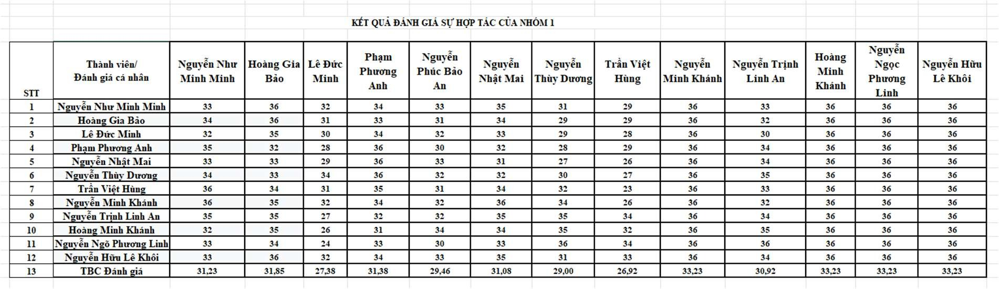 KẾT QUẢ ĐÁNH GIÁ SỰ HỢP TÁC CỦA NHÓM 1
STT Thành viên/ Đánh giá cá nhân Nguyễn Như Minh Minh Hoàng Gia Bảo Lê Đức Minh Phạm Phương Anh Nguyễn Phúc Bảo An Nguyễn Nhật Mai Nguyễn Thùy Dương Trần Việt Hùng Nguyễn Minh Khánh Nguyễn Trịnh Linh An Hoàng Minh Khánh Nguyễn Ngọc Phương Linh Nguyễn Hữu Lê Khôi
1 Nguyễn Như Minh Minh 33 36 32 34 33 35 31 29 36 33 36 36 36
2 Hoàng Gia Bảo 34 36 31 33 31 34 29 29 36 32 36 36 36
3 Lê Đức Minh 32 35 30 34 32 33 29 28 36 30 36 36 36
4 Phạm Phương Anh 35 32 28 36 30 32 28 29 36 34 36 36 36
5 Nguyễn Nhật Mai 33 33 29 36 33 31 27 26 36 34 36 36 36
6 Nguyễn Thùy Dương 34 33 34 36 32 32 30 27 36 35 36 36 36
7 Trần Việt Hùng 36 34 31 35 31 34 32 23 36 33 36 36 36
8 Nguyễn Minh Khánh 36 35 32 34 32 36 34 26 36 32 36 36 36
9 Nguyễn Trịnh Linh An 35 35 27 32 32 35 35 34 36 34 36 36 36
10 Hoàng Minh Khánh 32 35 26 31 34 34 35 32 36 35 36 36 36
11 Nguyễn Ngõ Phương Linh 33 34 24 33 30 33 36 34 36 36 36 36 36
12 Nguyễn Hữu Lê Khôi 33 36 32 34 33 35 31 33 36 34 36 36 36
13 TBC Đánh giá 31,23 31,85 27,38 31,38 29,46 31,08 29,00 26,92 33,23 30,92 33,23 33,23 33,23